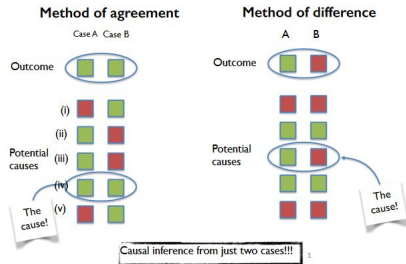 Method of agreement
Case A Case B
Outcome
(i)
(ii)
Potential causes (iii)
(iv)
(v)
The cause!
Method of difference
A B
Outcome
Potential causes
The cause!
Causal inference from just two cases!!!
1